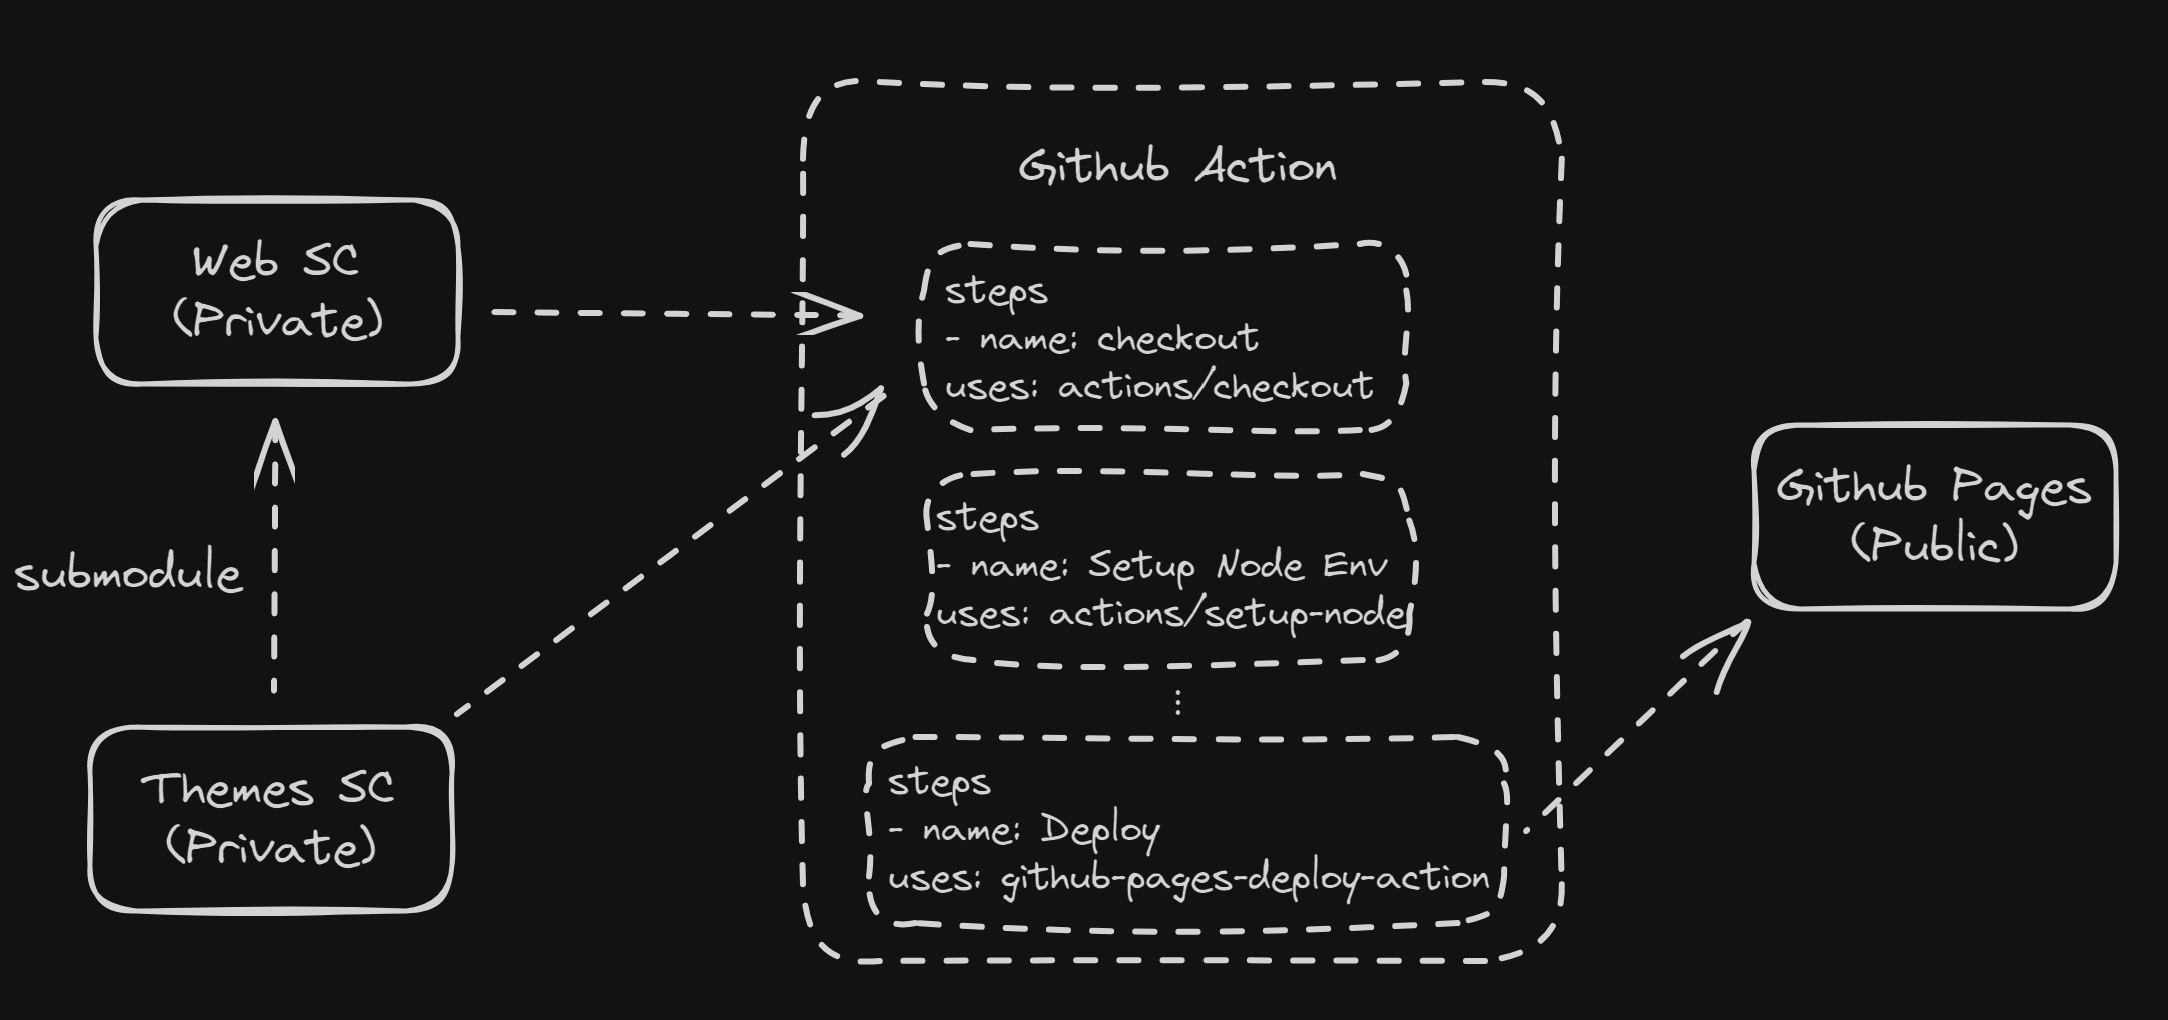 Github Action
Web SC
(Private)
submodule
Themes SC
(Private)
steps
- name: checkout
uses: actions/checkout
steps
- name: Setup Node Env
uses: actions/setup-node
⋮
steps
- name: Deploy
uses: github-pages-deploy-action
Github Pages
(Public)